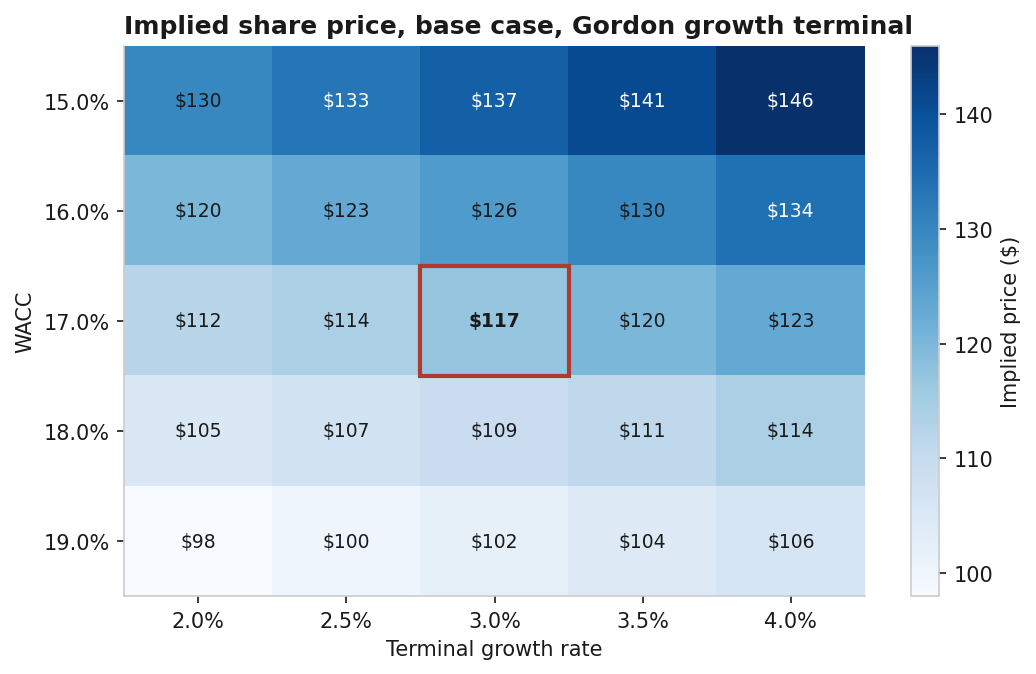 Implied share price, base case, Gordon growth terminal
15.0% $130 $133 $137 $141 $146
16.0% $120 $123 $126 $130 $134
17.0% $112 $114 $117 $120 $123
18.0% $105 $107 $109 $111 $114
19.0% $98 $100 $102 $104 $106
2.0% 2.5% 3.0% 3.5% 4.0%
Terminal growth rate
WACC
140
130
120
110
100
Implied price ($)